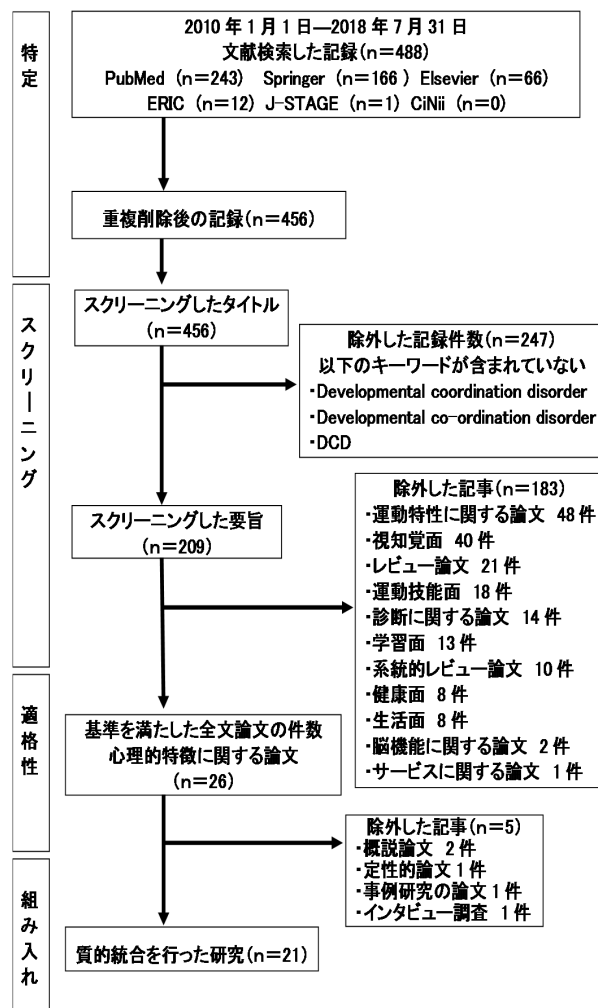 特定
2010年1月1日―2018年7月31日
文献検索した記録(n=488)
PubMed (n=243) Springer (n=166 ) Elsevier (n=66)
ERIC (n=12) J-STAGE (n=1) CiNii (n=0)
重複削除後の記録(n=456)
スクリーニング
スクリーニングしたタイトル
(n=456)
除外した記録件数(n=247)
以下のキーワードが含まれていない
・Developmental coordination disorder
・Developmental co-ordination disorder
・DCD
スクリーニングした要旨
(n=209)
除外した記事(n=183)
・運動特性に関する論文 48件
・視知覚面 40件
・レビュー論文 21件
・運動技能面 18件
・診断に関する論文 14件
・学習面 13件
・系統的レビュー論文 10件
・健康面 8件
・生活面 8件
・脳機能に関する論文 2件
・サービスに関する論文 1件
適格性
基準を満たした全文論文の件数
心理的特徴に関する論文
(n=26)
除外した記事(n=5)
・概説論文 2件
・定性的論文 1件
・事例研究の論文 1件
・インタビュー調査 1件
組み入れ
質的統合を行った研究(n=21)